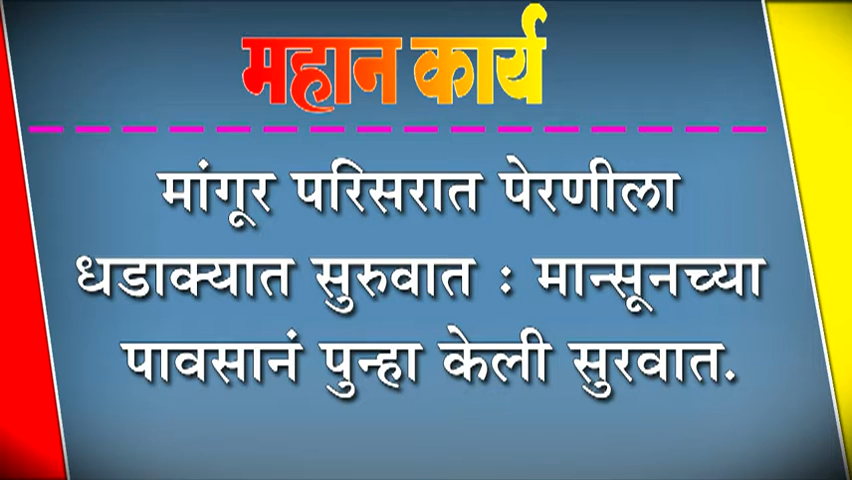 महान कार्य
मांगूर परिसरात पेरणीला
धडाक्यात सुरुवात : मान्सूनच्या
पावसानं पुन्हा केली सुरवात.